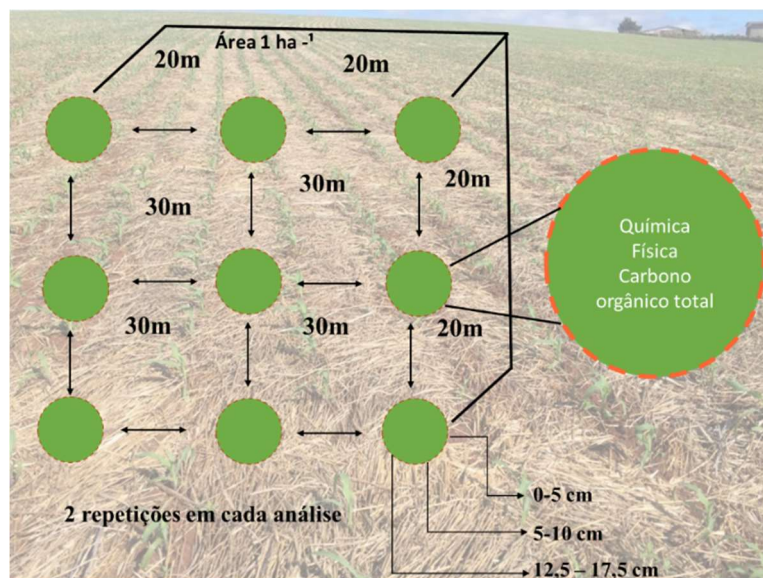 Área 1 ha -¹
20m
20m
30m
30m
20m
30m
30m
20m
Química
Física
Carbono
orgânico total
2 repetições em cada análise
0-5 cm
5-10 cm
12,5 – 17,5 cm